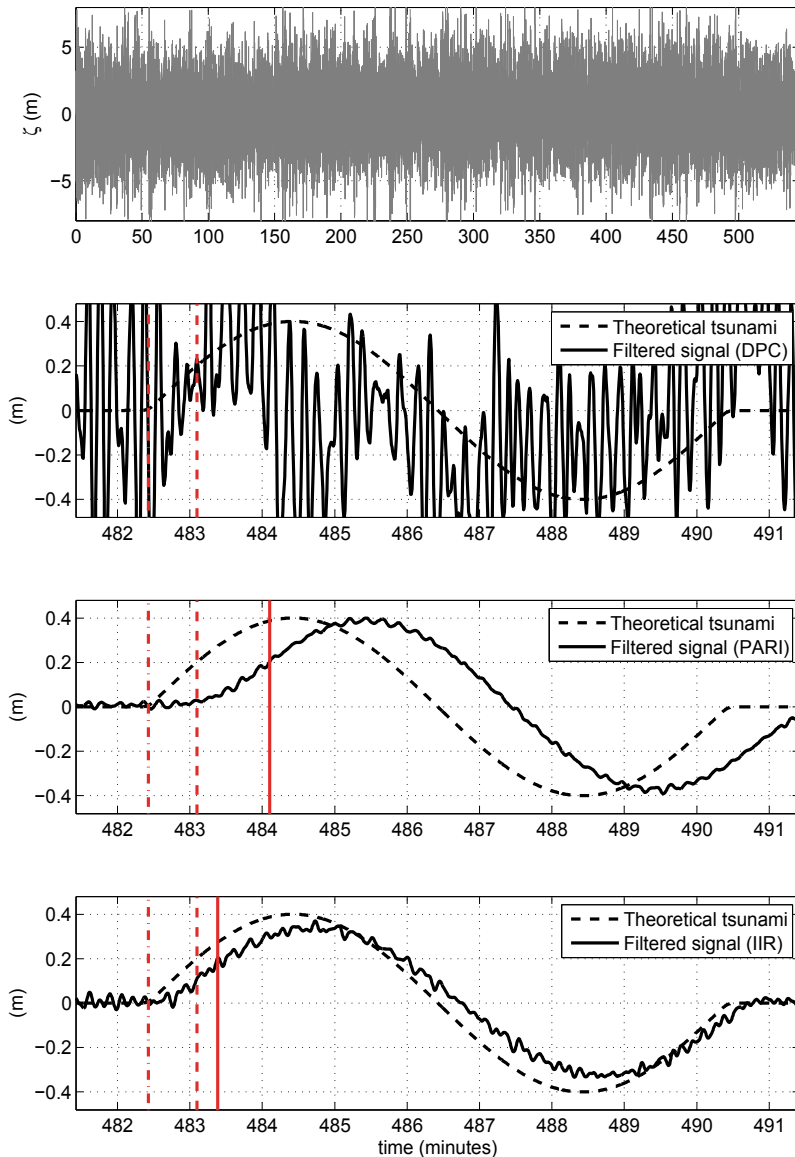 5
0
−5
ζ (m)
0 50 100 150 200 250 300 350 400 450 500
0.4
0.2
0
−0.2
−0.4
(m)
Theoretical tsunami
Filtered signal (DPC)
482 483 484 485 486 487 488 489 490 491
0.4
0.2
0
−0.2
−0.4
(m)
Theoretical tsunami
Filtered signal (PARI)
482 483 484 485 486 487 488 489 490 491
0.4
0.2
0
−0.2
−0.4
(m)
Theoretical tsunami
Filtered signal (IIR)
482 483 484 485 486 487 488 489 490 491
time (minutes)